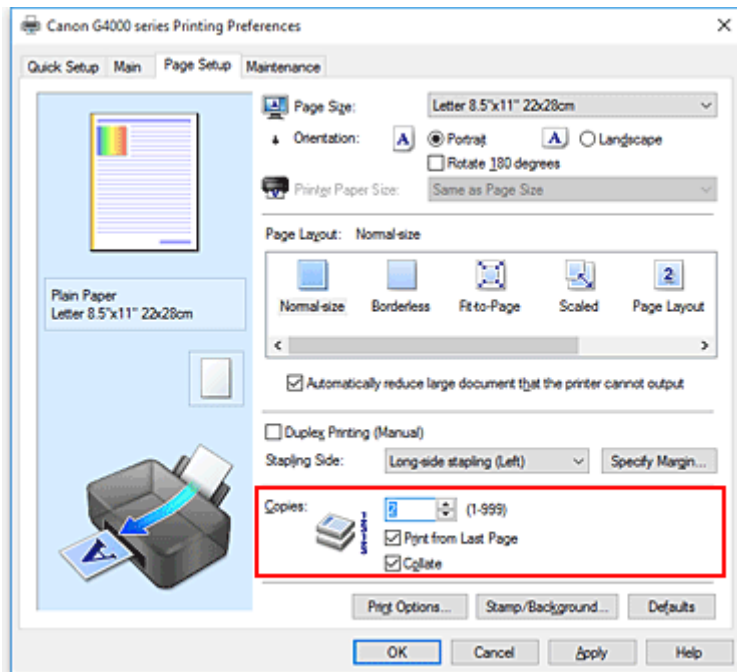 Canon G4000 series Printing Preferences
Quick Setup Main Page Setup Maintenance
Page Size: Letter 8.5"x11" 22x28cm
Orientation: A Portrait A Landscape
Rotate 180 degrees
Printer Paper Size: Same as Page Size
Page Layout: Normal-size
2
Normal-size Borderless Fit-to-Page Scaled Page Layout
Plain Paper
Letter 8.5"x11" 22x28cm
Automatically reduce large document that the printer cannot output
Duplex Printing (Manual)
Stapling Side: Long-side stapling (Left) Specify Margin...
Copies: 2 (1-999)
Print from Last Page
Collate
A
Print Options... Stamp/Background... Defaults
OK Cancel Apply Help